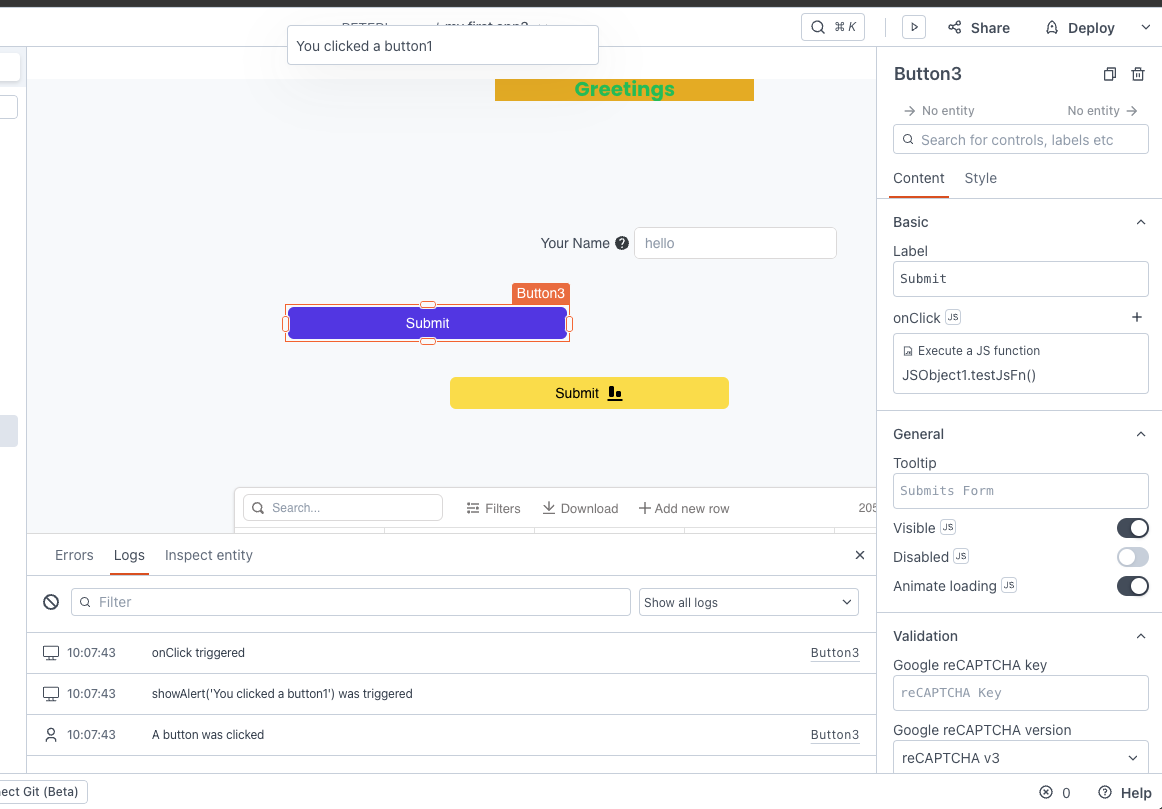 ⌘ K
Share
Deploy
You clicked a button1
Greetings
Your Name
hello
Button3
Submit
Submit
Search...
Filters
Download
Add new row
205
Errors
Logs
Inspect entity
Filter
Show all logs
10:07:43
onClick triggered
Button3
10:07:43
showAlert('You clicked a button1') was triggered
10:07:43
A button was clicked
Button3
Button3
No entity
No entity
Search for controls, labels etc
Content
Style
Basic
Label
Submit
onClick JS
Execute a JS function
JSObject1.testJsFn()
General
Tooltip
Submits Form
Visible JS
Disabled JS
Animate loading JS
Validation
Google reCAPTCHA key
reCAPTCHA Key
Google reCAPTCHA version
reCAPTCHA v3
Git (Beta)
0
Help